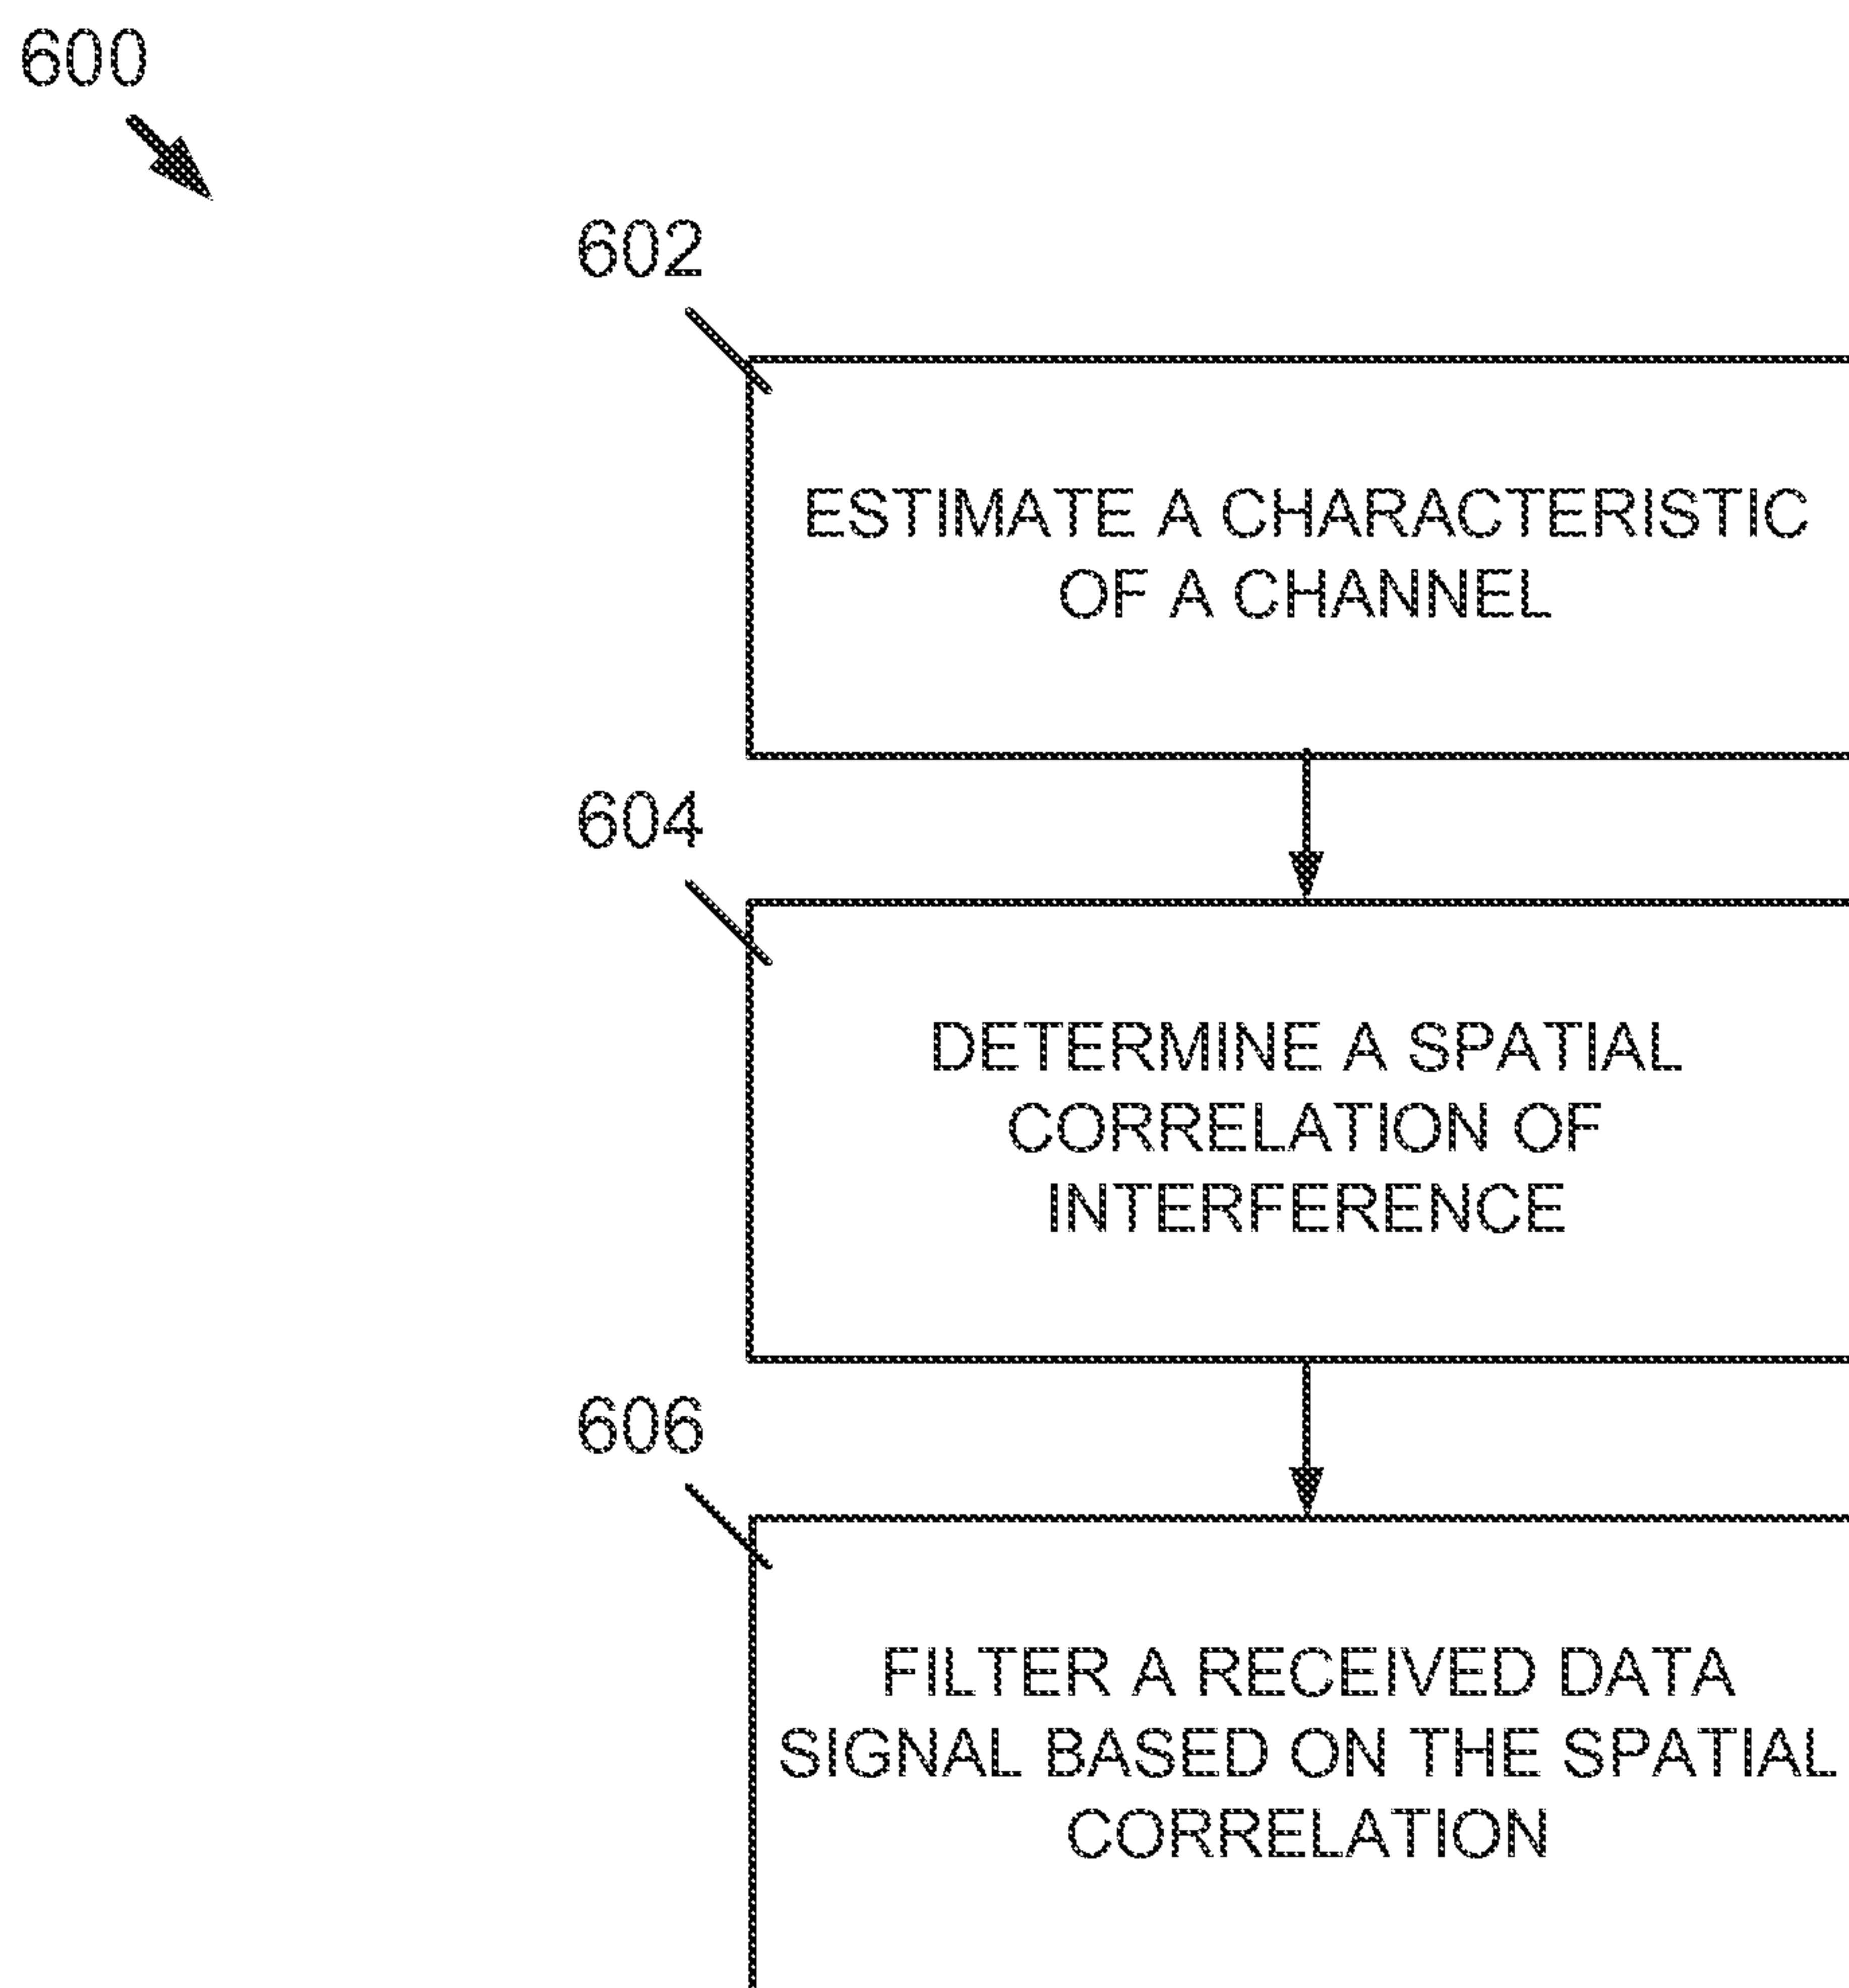 600
602
ESTIMATE A CHARACTERISTIC
OF A CHANNEL
604
DETERMINE A SPATIAL
CORRELATION OF
INTERFERENCE
606
FILTER A RECEIVED DATA
SIGNAL BASED ON THE SPATIAL
CORRELATION